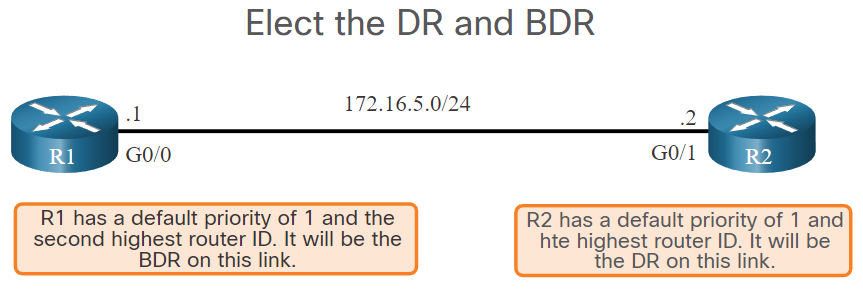 Elect the DR and BDR
172.16.5.0/24
.1
.2
R1
G0/0
G0/1
R2
R1 has a default priority of 1 and the
second highest router ID. It will be the
BDR on this link.
R2 has a default priority of 1 and
hte highest router ID. It will be
the DR on this link.